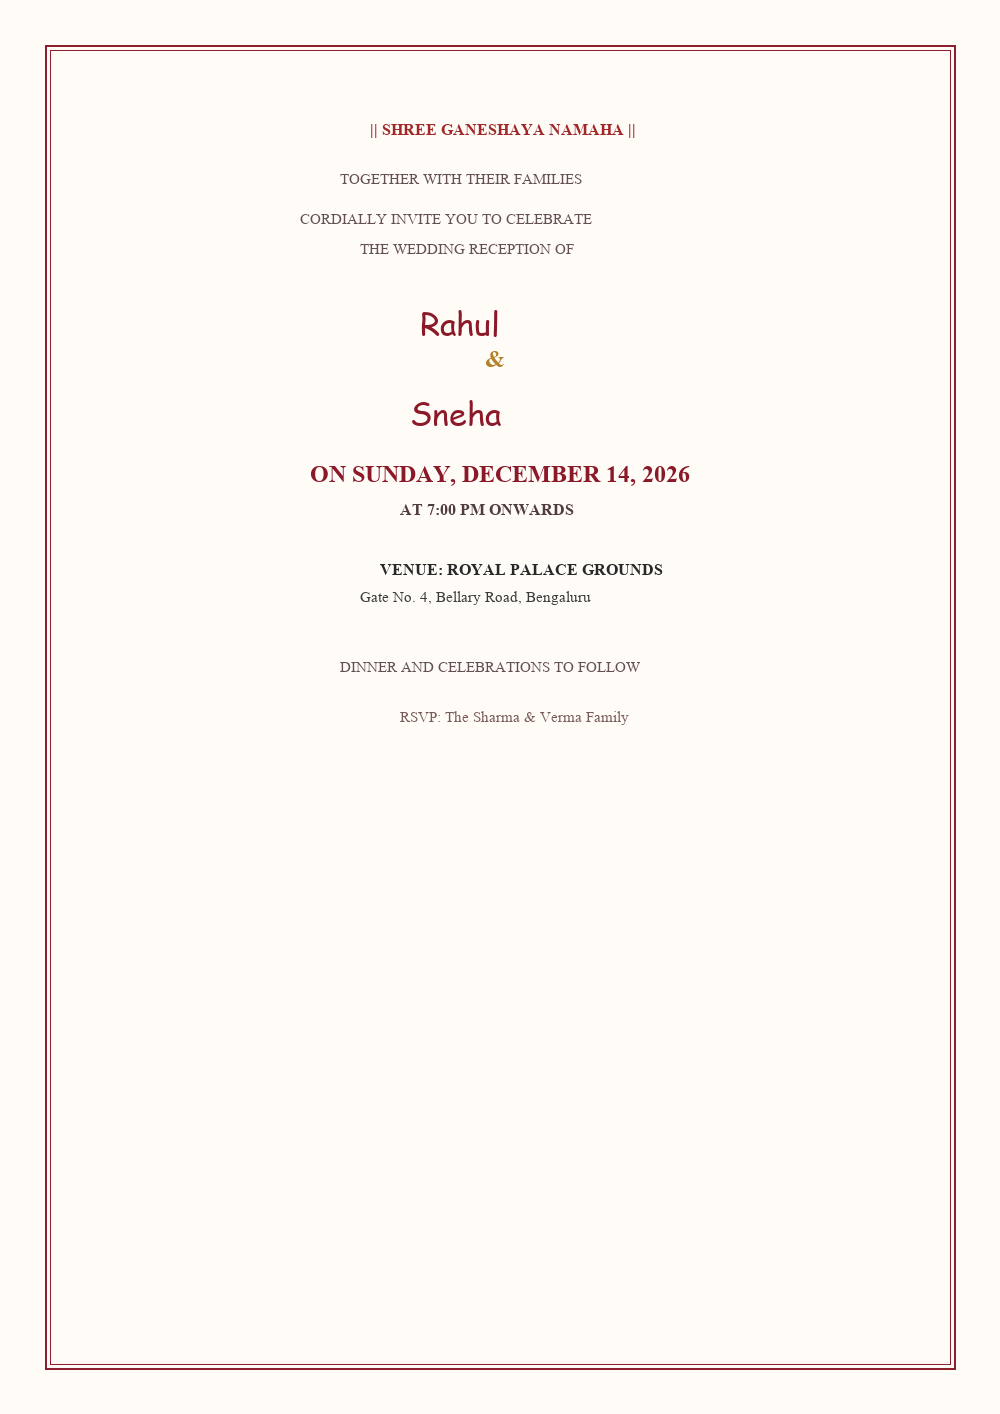 || SHREE GANESHAYA NAMAHA ||
TOGETHER WITH THEIR FAMILIES
CORDIALLY INVITE YOU TO CELEBRATE
THE WEDDING RECEPTION OF
Rahul
&
Sneha
ON SUNDAY, DECEMBER 14, 2026
AT 7:00 PM ONWARDS
VENUE: ROYAL PALACE GROUNDS
Gate No. 4, Bellary Road, Bengaluru
DINNER AND CELEBRATIONS TO FOLLOW
RSVP: The Sharma & Verma Family